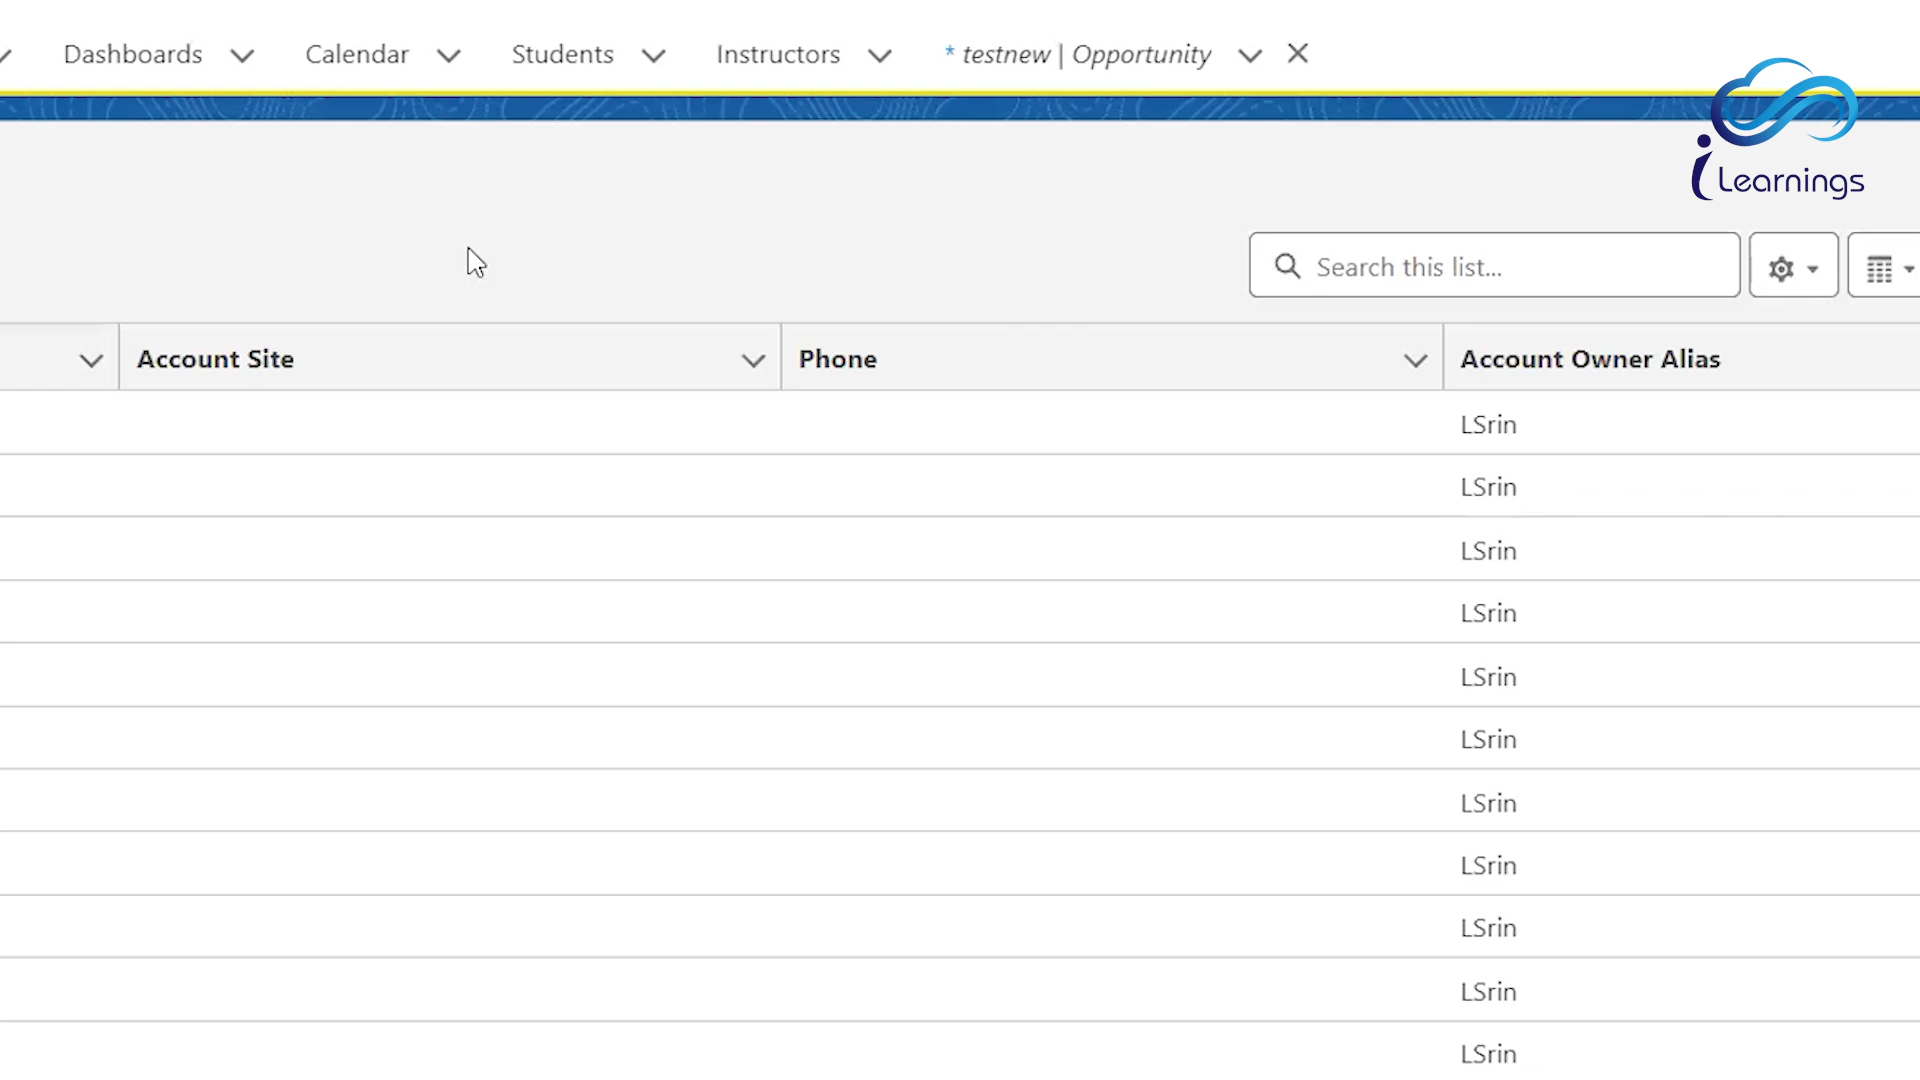 Dashboards Calendar Students Instructors * testnew | Opportunity
i Learnings
Search this list...
Account Site Phone Account Owner Alias
LSrin
LSrin
LSrin
LSrin
LSrin
LSrin
LSrin
LSrin
LSrin
LSrin
LSrin